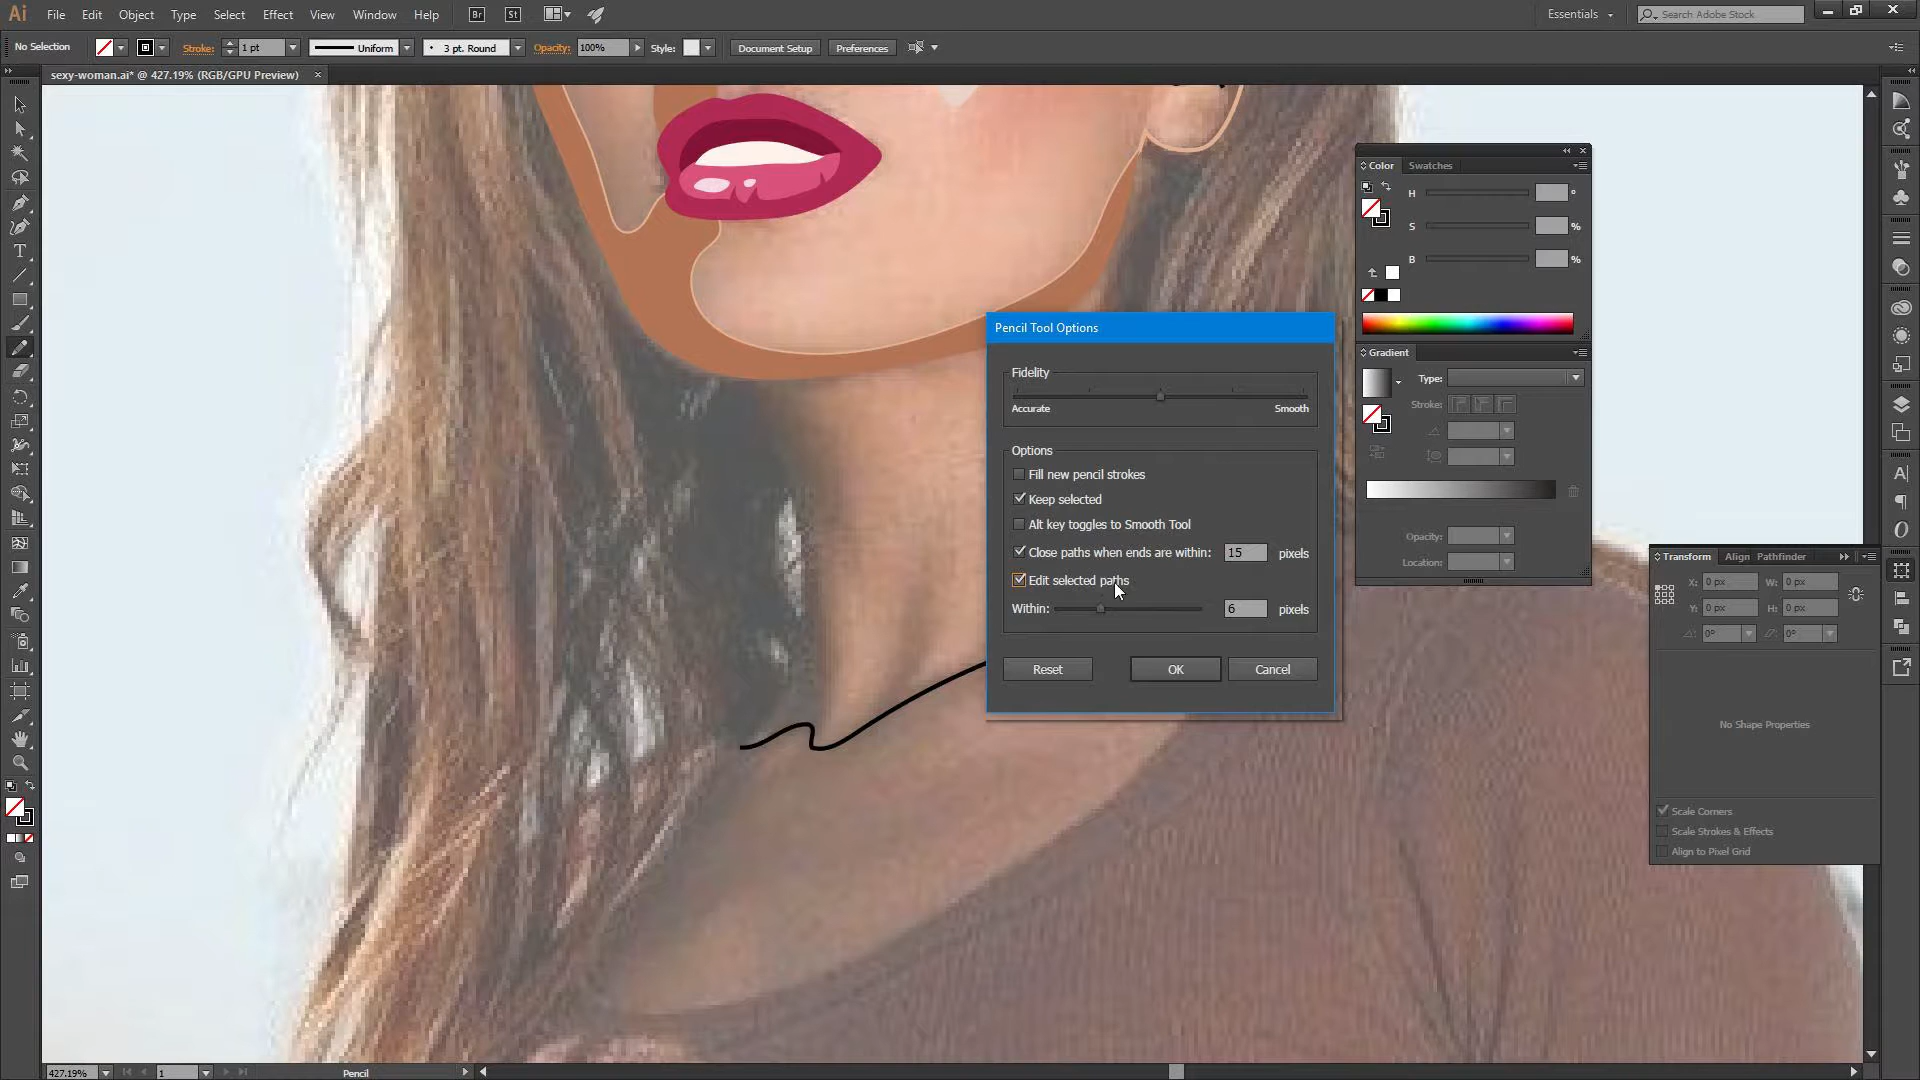 Ai File Edit Object Type Select Effect View Window Help Br St Essentials Search Adobe Stock
No Selection Stroke: 1 pt Uniform 3 pt. Round Opacity: 100% Style: Document Setup Preferences
sexy-woman.ai* @ 427.19% (RGB/GPU Preview)
Color Swatches
H °
S %
B %
Gradient
Type:
Stroke:
Opacity:
Location:
Pencil Tool Options
Fidelity
Accurate Smooth
Options
Fill new pencil strokes
Keep selected
Alt key toggles to Smooth Tool
Close paths when ends are within: 15 pixels
Edit selected paths
Within: 6 pixels
Reset OK Cancel
Transform Align Pathfinder
X: 0 px W: 0 px
Y: 0 px H: 0 px
0° 0°
No Shape Properties
Scale Corners
Scale Strokes & Effects
Align to Pixel Grid
427.19% 1 Pencil